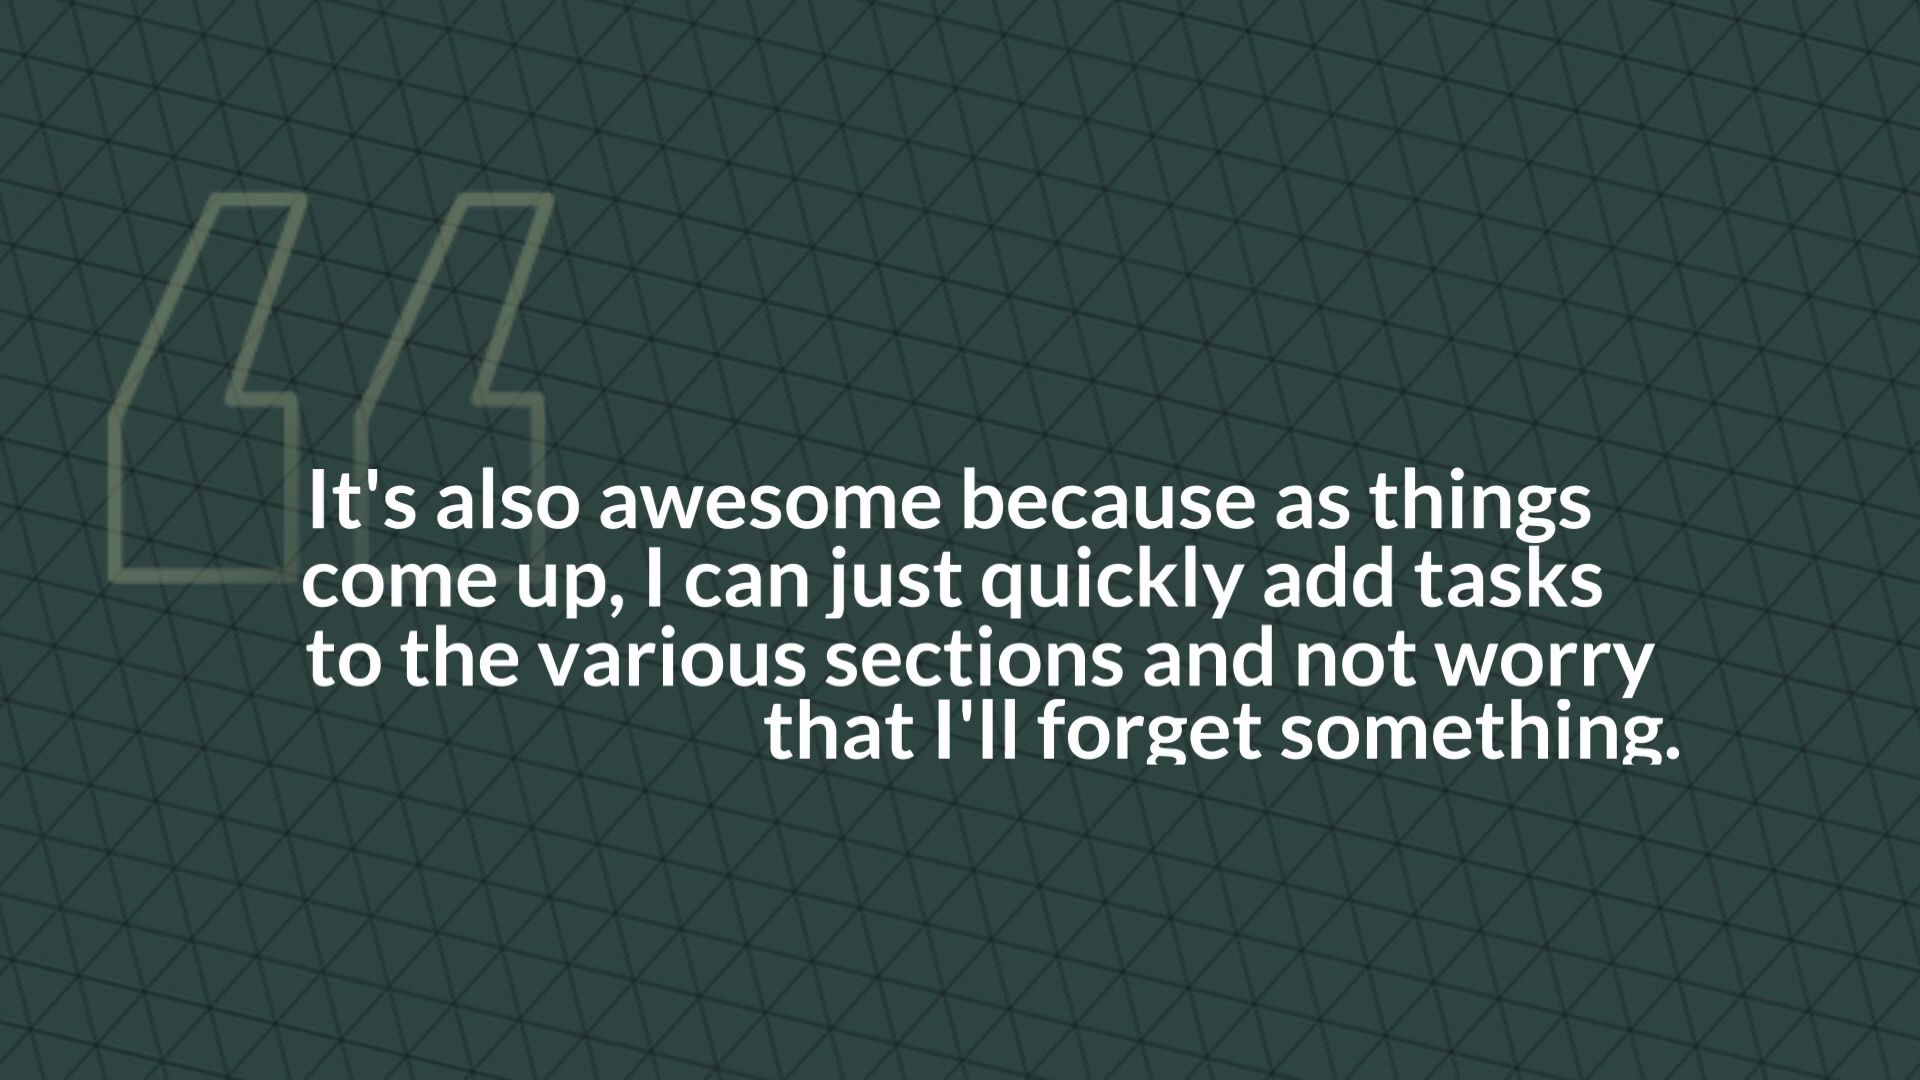 It's also awesome because as things
come up, I can just quickly add tasks
to the various sections and not worry
that I'll forget something.